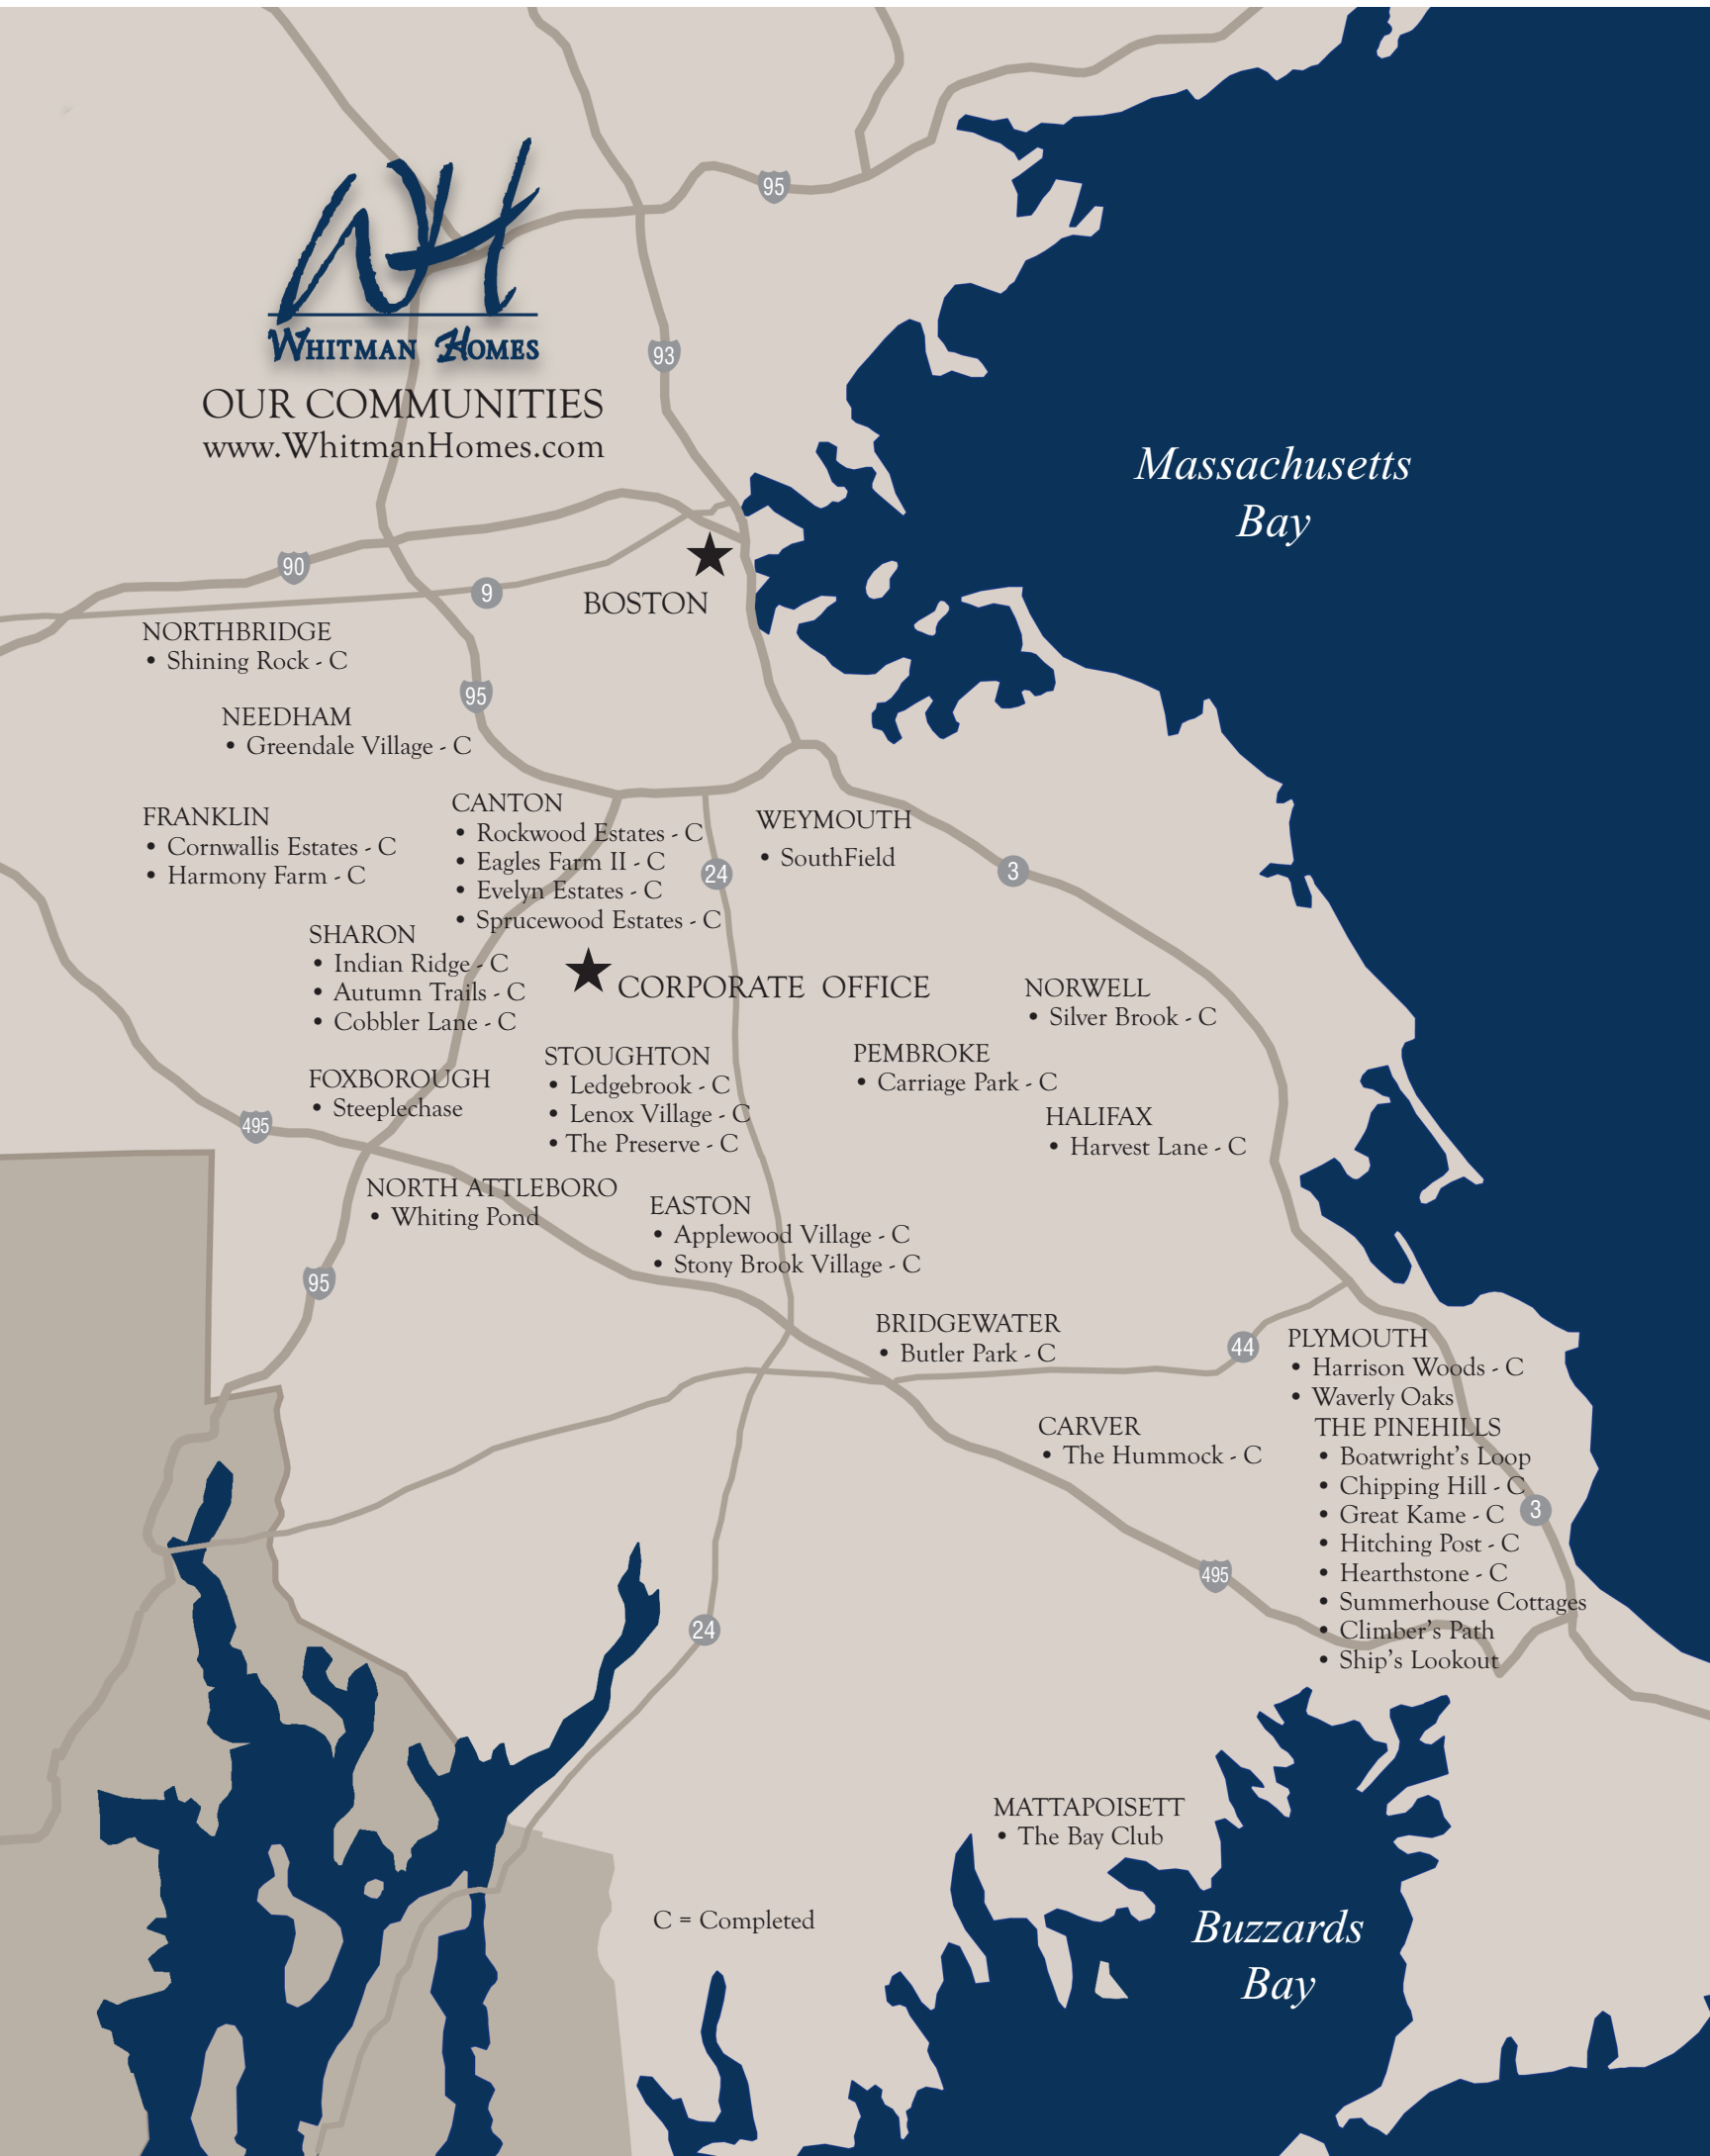 95
WH
WHITMAN HOMES
93
OUR COMMUNITIES
www.WhitmanHomes.com
Massachusetts
Bay
90
9
BOSTON
NORTHBRIDGE
• Shining Rock - C
95
NEEDHAM
• Greendale Village - C
FRANKLIN
• Cornwallis Estates - C
• Harmony Farm - C
CANTON
• Rockwood Estates - C
• Eagles Farm II - C
• Evelyn Estates - C
• Sprucewood Estates - C
24
WEYMOUTH
• SouthField
3
SHARON
• Indian Ridge - C
• Autumn Trails - C
• Cobbler Lane - C
CORPORATE OFFICE
NORWELL
• Silver Brook - C
FOXBOROUGH
• Steeplechase
495
STOUGHTON
• Ledgebrook - C
• Lenox Village - C
• The Preserve - C
PEMBROKE
• Carriage Park - C
HALIFAX
• Harvest Lane - C
NORTH ATTLEBORO
• Whiting Pond
EASTON
• Applewood Village - C
• Stony Brook Village - C
95
BRIDGEWATER
• Butler Park - C
44
PLYMOUTH
• Harrison Woods - C
• Waverly Oaks
THE PINEHILLS
• Boatwright's Loop
• Chipping Hill - C
• Great Kame - C
• Hitching Post - C
• Hearthstone - C
• Summerhouse Cottages
• Climber's Path
• Ship's Lookout
3
CARVER
• The Hummock - C
495
24
MATTAPOISETT
• The Bay Club
C = Completed
Buzzards
Bay